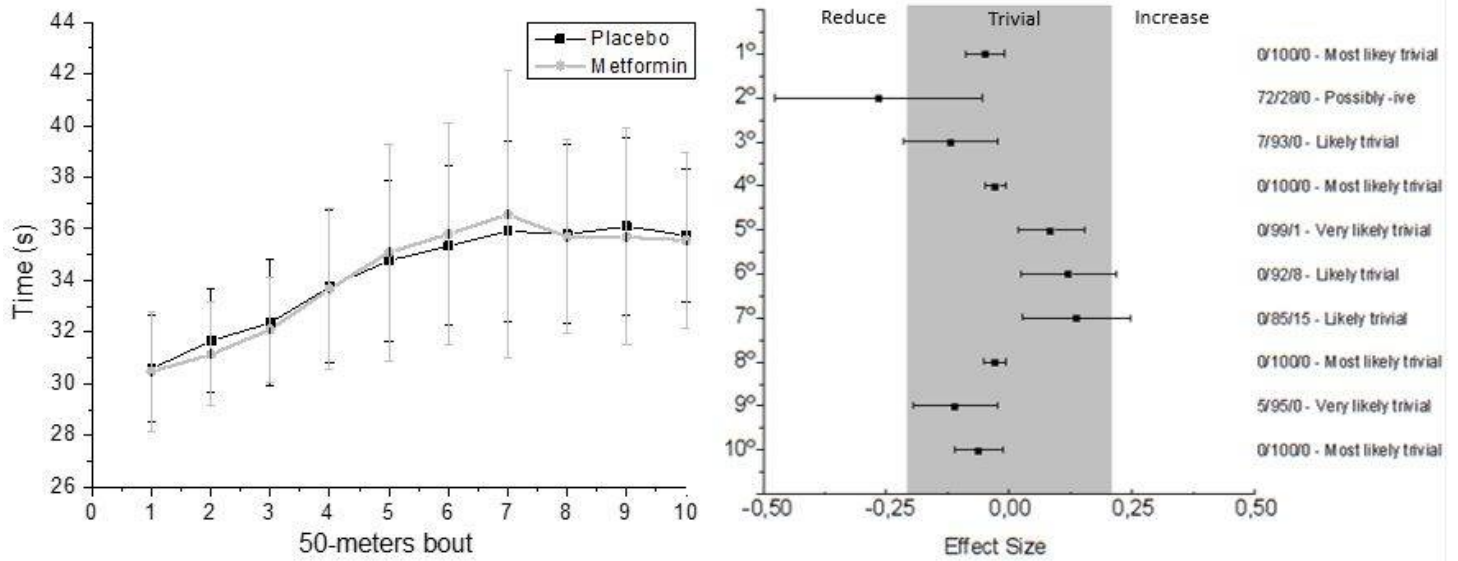 44
42
40
38
36
34
32
30
28
26
Time (s)
Placebo
Metformin
0 1 2 3 4 5 6 7 8 9 10
50-meters bout
Reduce Trivial Increase
1º 0/100/0 - Most likey trivial
2º 72/28/0 - Possibly -ive
3º 7/93/0 - Likely trivial
4º 0/100/0 - Most likely trivial
5º 0/99/1 - Very likely trivial
6º 0/92/8 - Likely trivial
7º 0/85/15 - Likely trivial
8º 0/100/0 - Most likely trivial
9º 5/95/0 - Very likely trivial
10º 0/100/0 - Most likely trivial
-0,50 -0,25 0,00 0,25 0,50
Effect Size